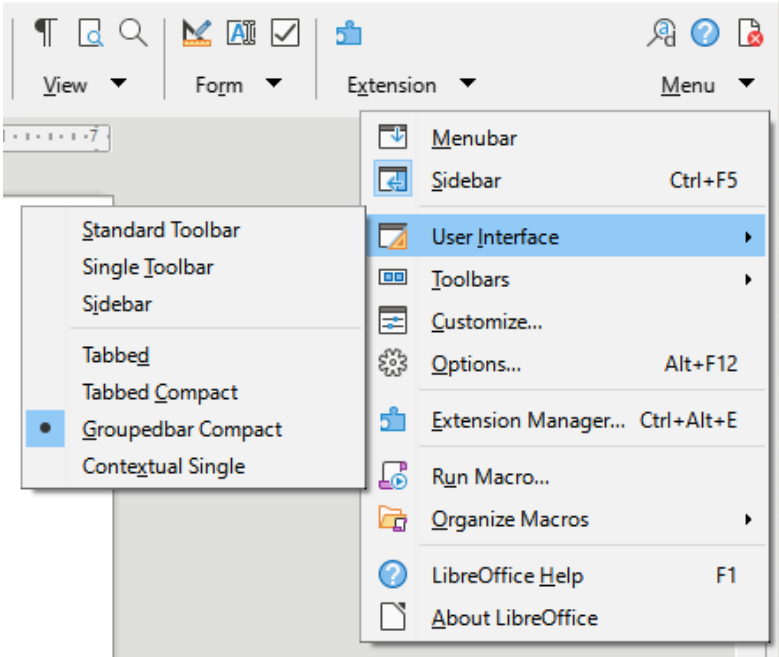 View Form Extension Menu
7
Menubar
Sidebar Ctrl+F5
User Interface
Toolbars
Customize...
Options... Alt+F12
Extension Manager... Ctrl+Alt+E
Run Macro...
Organize Macros
LibreOffice Help F1
About LibreOffice
Standard Toolbar
Single Toolbar
Sidebar
Tabbed
Tabbed Compact
Groupedbar Compact
Contextual Single